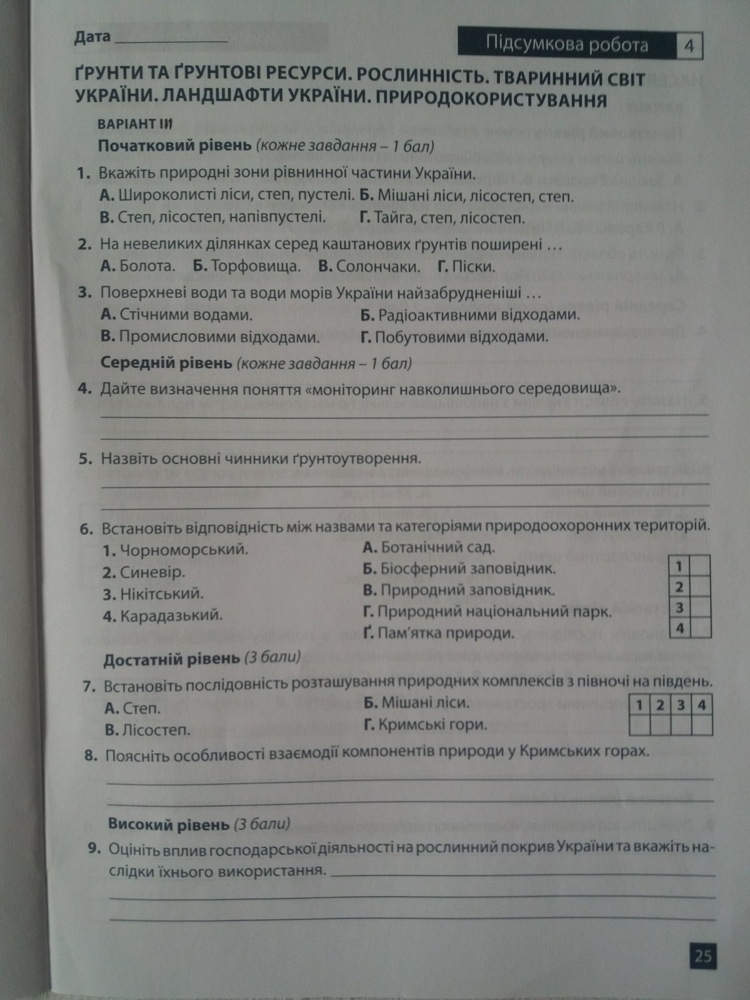 Дата
Підсумкова робота 4
ҐРУНТИ ТА ҐРУНТОВІ РЕСУРСИ. РОСЛИННІСТЬ. ТВАРИННИЙ СВІТ
УКРАЇНИ. ЛАНДШАФТИ УКРАЇНИ. ПРИРОДОКОРИСТУВАННЯ
ВАРІАНТ III
Початковий рівень (кожне завдання – 1 бал)
1. Вкажіть природні зони рівнинної частини України.
А. Широколисті ліси, степ, пустелі. Б. Мішані ліси, лісостеп, степ.
В. Степ, лісостеп, напівпустелі. Г. Тайга, степ, лісостеп.
2. На невеликих ділянках серед каштанових ґрунтів поширені ...
А. Болота. Б. Торфовища. В. Солончаки. Г. Піски.
3. Поверхневі води та води морів України найзабрудненіші ...
А. Стічними водами. Б. Радіоактивними відходами.
В. Промисловими відходами. Г. Побутовими відходами.
Середній рівень (кожне завдання – 1 бал)
4. Дайте визначення поняття «моніторинг навколишнього середовища».
5. Назвіть основні чинники ґрунтоутворення.
6. Встановіть відповідність між назвами та категоріями природоохоронних територій.
1. Чорноморський. А. Ботанічний сад.
2. Синевір. Б. Біосферний заповідник.
3. Нікітський. В. Природний заповідник.
4. Карадазький. Г. Природний національний парк.
Ґ. Пам'ятка природи.
1
2
3
4
Достатній рівень (3 бали)
7. Встановіть послідовність розташування природних комплексів з півночі на південь.
А. Степ. Б. Мішані ліси.
В. Лісостеп. Г. Кримські гори.
1 2 3 4
8. Поясніть особливості взаємодії компонентів природи у Кримських горах.
Високий рівень (3 бали)
9. Оцініть вплив господарської діяльності на рослинний покрив України та вкажіть на-
слідки їхнього використання.
25